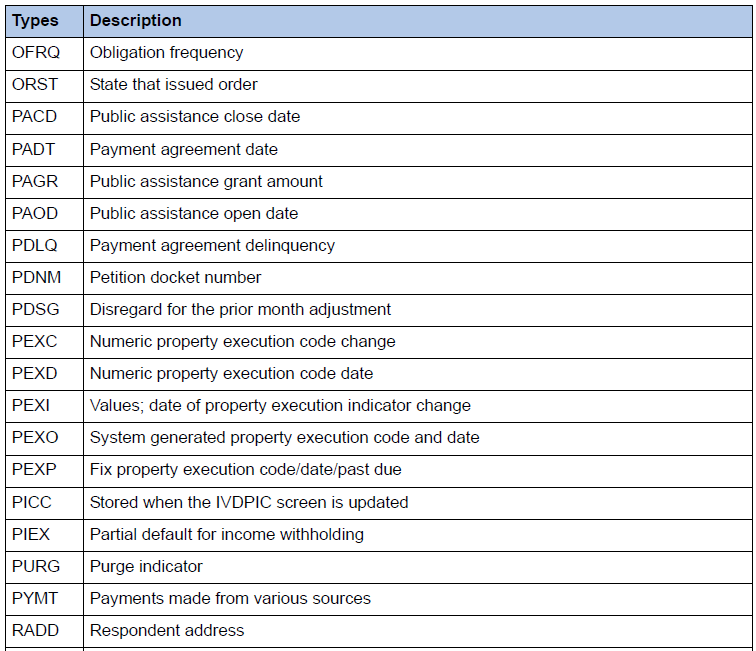 Types Description
OFRQ Obligation frequency
ORST State that issued order
PACD Public assistance close date
PADT Payment agreement date
PAGR Public assistance grant amount
PAOD Public assistance open date
PDLQ Payment agreement delinquency
PDNM Petition docket number
PDSG Disregard for the prior month adjustment
PEXC Numeric property execution code change
PEXD Numeric property execution code date
PEXI Values; date of property execution indicator change
PEXO System generated property execution code and date
PEXP Fix property execution code/date/past due
PICC Stored when the IVDPIC screen is updated
PIEX Partial default for income withholding
PURG Purge indicator
PYMT Payments made from various sources
RADD Respondent address